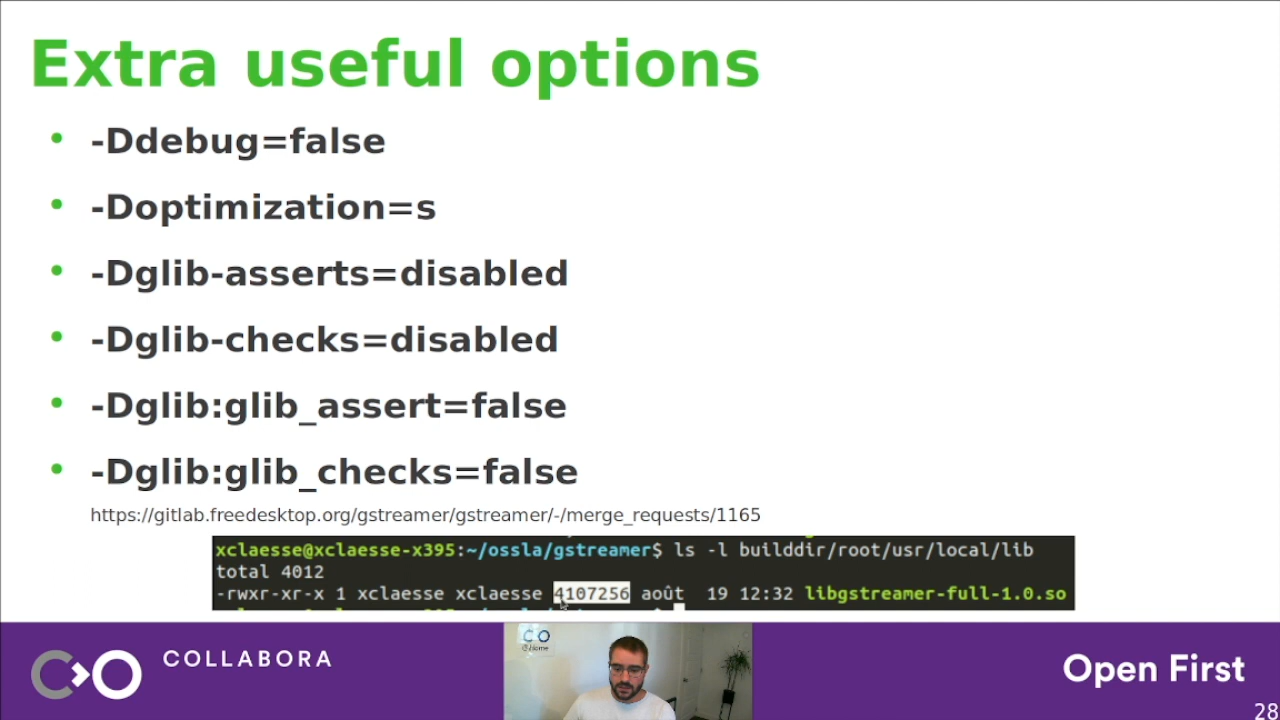 Extra useful options
-Ddebug=false
-Doptimization=s
-Dglib-asserts=disabled
-Dglib-checks=disabled
-Dglib:glib_assert=false
-Dglib:glib_checks=false
https://gitlab.freedesktop.org/gstreamer/gstreamer/-/merge_requests/1165
xclaesse@xclaesse-x395:~/ossla/gstreamer$ ls -l builddir/root/usr/local/lib
total 4012
-rwxr-xr-x 1 xclaesse xclaesse 4107256 août  19 12:32 libgstreamer-full-1.0.so
COLLABORA
@Home
Open First
28